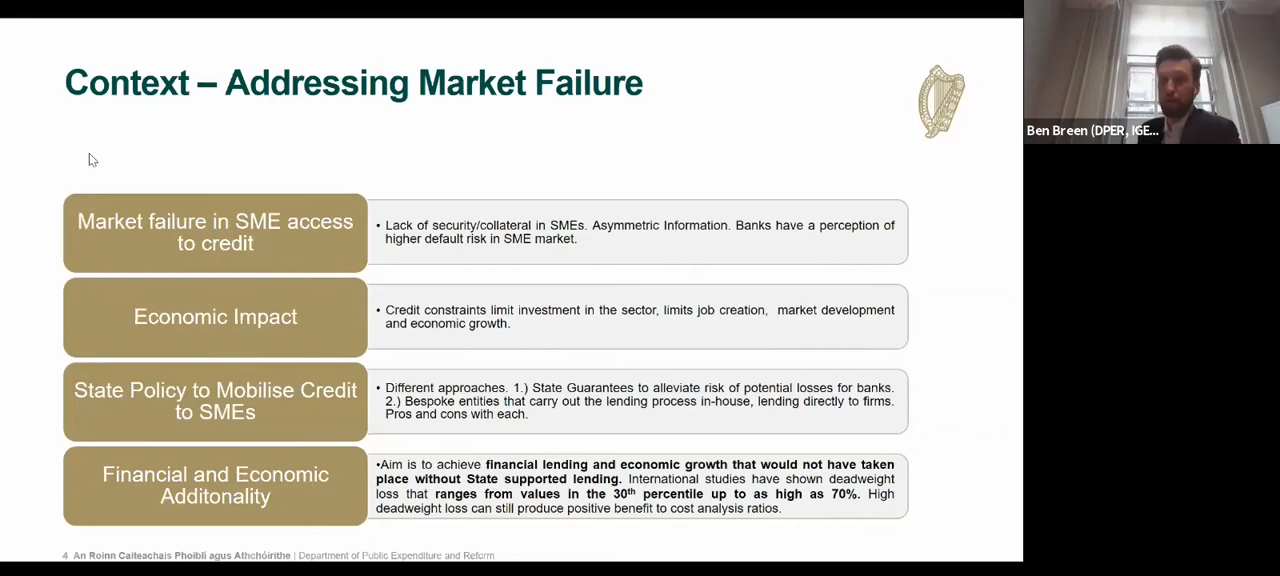 Context – Addressing Market Failure
Ben Breen (DPER, IGE...
Market failure in SME access
to credit
• Lack of security/collateral in SMEs. Asymmetric Information. Banks have a perception of
higher default risk in SME market.
Economic Impact
• Credit constraints limit investment in the sector, limits job creation, market development
and economic growth.
State Policy to Mobilise Credit
to SMEs
• Different approaches. 1.) State Guarantees to alleviate risk of potential losses for banks.
2.) Bespoke entities that carry out the lending process in-house, lending directly to firms.
Pros and cons with each.
Financial and Economic
Additonality
•Aim is to achieve financial lending and economic growth that would not have taken
place without State supported lending. International studies have shown deadweight
loss that ranges from values in the 30th percentile up to as high as 70%. High
deadweight loss can still produce positive benefit to cost analysis ratios.
4 An Roinn Caiteachais Phoiblí agus Athchóirithe | Department of Public Expenditure and Reform